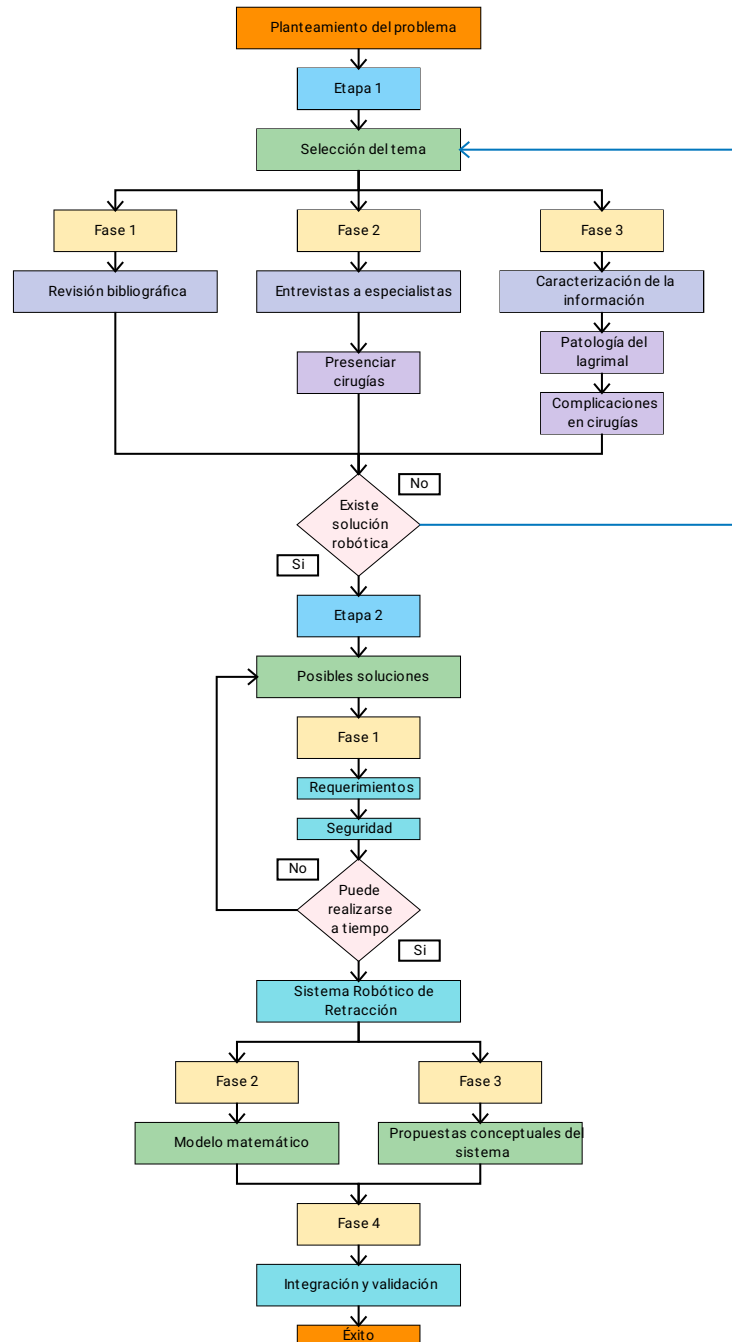 Planteamiento del problema
Etapa 1
Selección del tema
Fase 1
Fase 2
Fase 3
Revisión bibliográfica
Entrevistas a especialistas
Caracterización de la
información
Presenciar
cirugías
Patología del
lagrimal
Complicaciones
en cirugías
No
Existe
solución
robótica
Si
Etapa 2
Posibles soluciones
Fase 1
Requerimientos
Seguridad
No
Puede
realizarse
a tiempo
Si
Sistema Robótico de
Retracción
Fase 2
Fase 3
Modelo matemático
Propuestas conceptuales del
sistema
Fase 4
Integración y validación
Éxito